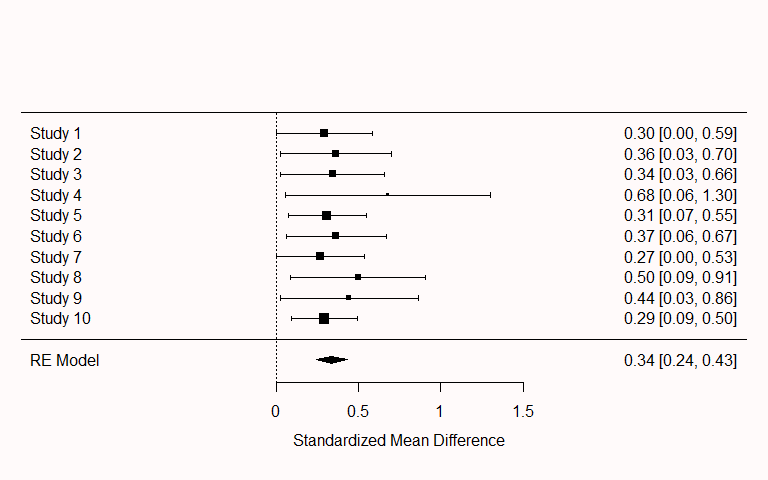 Study 1 0.30 [0.00, 0.59]
Study 2 0.36 [0.03, 0.70]
Study 3 0.34 [0.03, 0.66]
Study 4 0.68 [0.06, 1.30]
Study 5 0.31 [0.07, 0.55]
Study 6 0.37 [0.06, 0.67]
Study 7 0.27 [0.00, 0.53]
Study 8 0.50 [0.09, 0.91]
Study 9 0.44 [0.03, 0.86]
Study 10 0.29 [0.09, 0.50]
RE Model 0.34 [0.24, 0.43]
0 0.5 1 1.5
Standardized Mean Difference